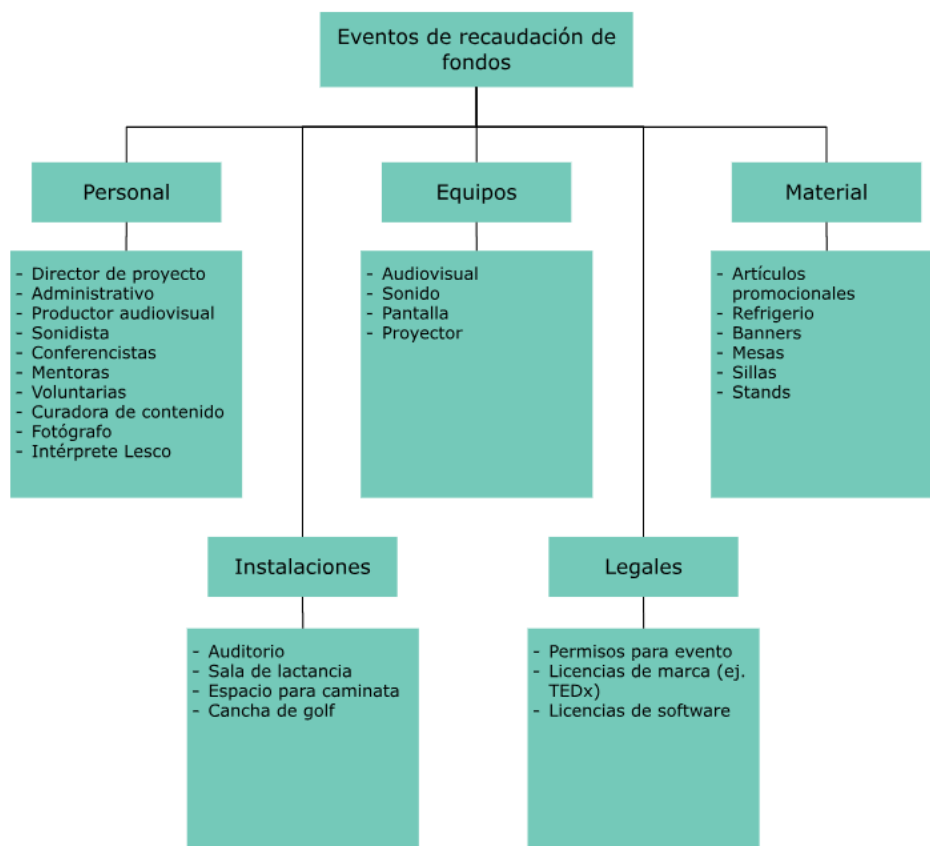 Eventos de recaudación de
fondos
Personal
Equipos
Material
- Director de proyecto
- Administrativo
- Productor audiovisual
- Sonidista
- Conferencistas
- Mentoras
- Voluntarias
- Curadora de contenido
- Fotógrafo
- Intérprete Lesco
- Audiovisual
- Sonido
- Pantalla
- Proyector
- Artículos
promocionales
- Refrigerio
- Banners
- Mesas
- Sillas
- Stands
Instalaciones
Legales
- Auditorio
- Sala de lactancia
- Espacio para caminata
- Cancha de golf
- Permisos para evento
- Licencias de marca (ej.
TEDx)
- Licencias de software